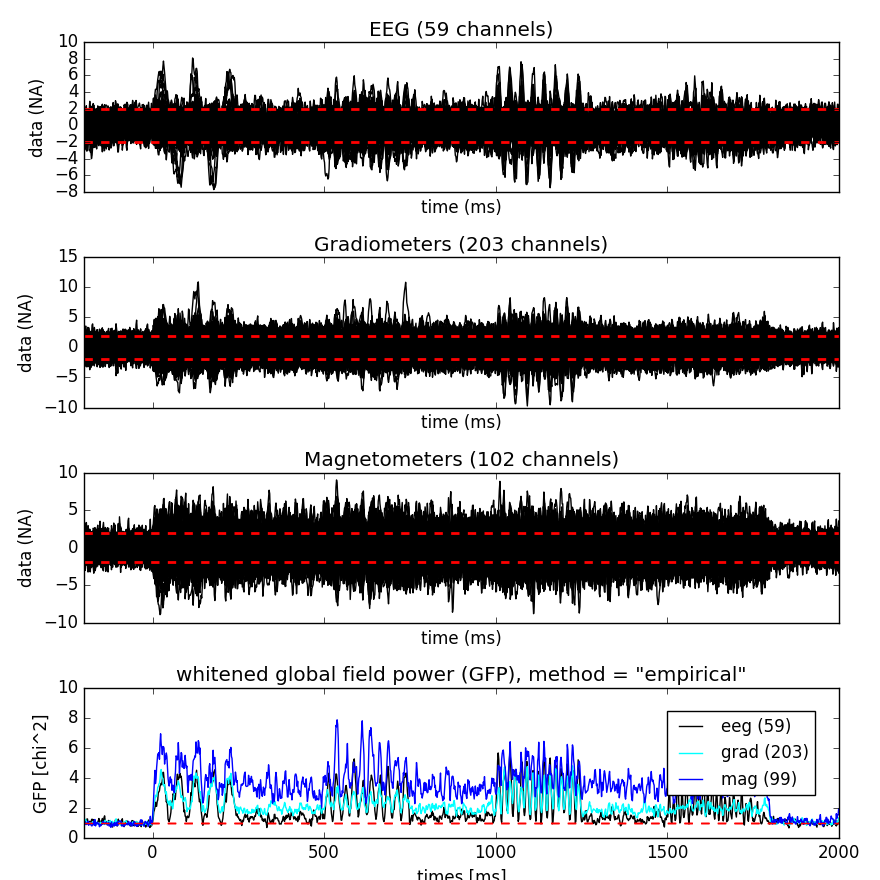 EEG (59 channels)
10
8
6
4
2
0
−2
−4
−6
−8
data (NA)
time (ms)
Gradiometers (203 channels)
15
10
5
0
−5
−10
data (NA)
time (ms)
Magnetometers (102 channels)
10
5
0
−5
−10
data (NA)
time (ms)
whitened global field power (GFP), method = "empirical"
10
8
6
4
2
0
GFP [chi^2]
eeg (59)
grad (203)
mag (99)
0 500 1000 1500 2000
times [ms]